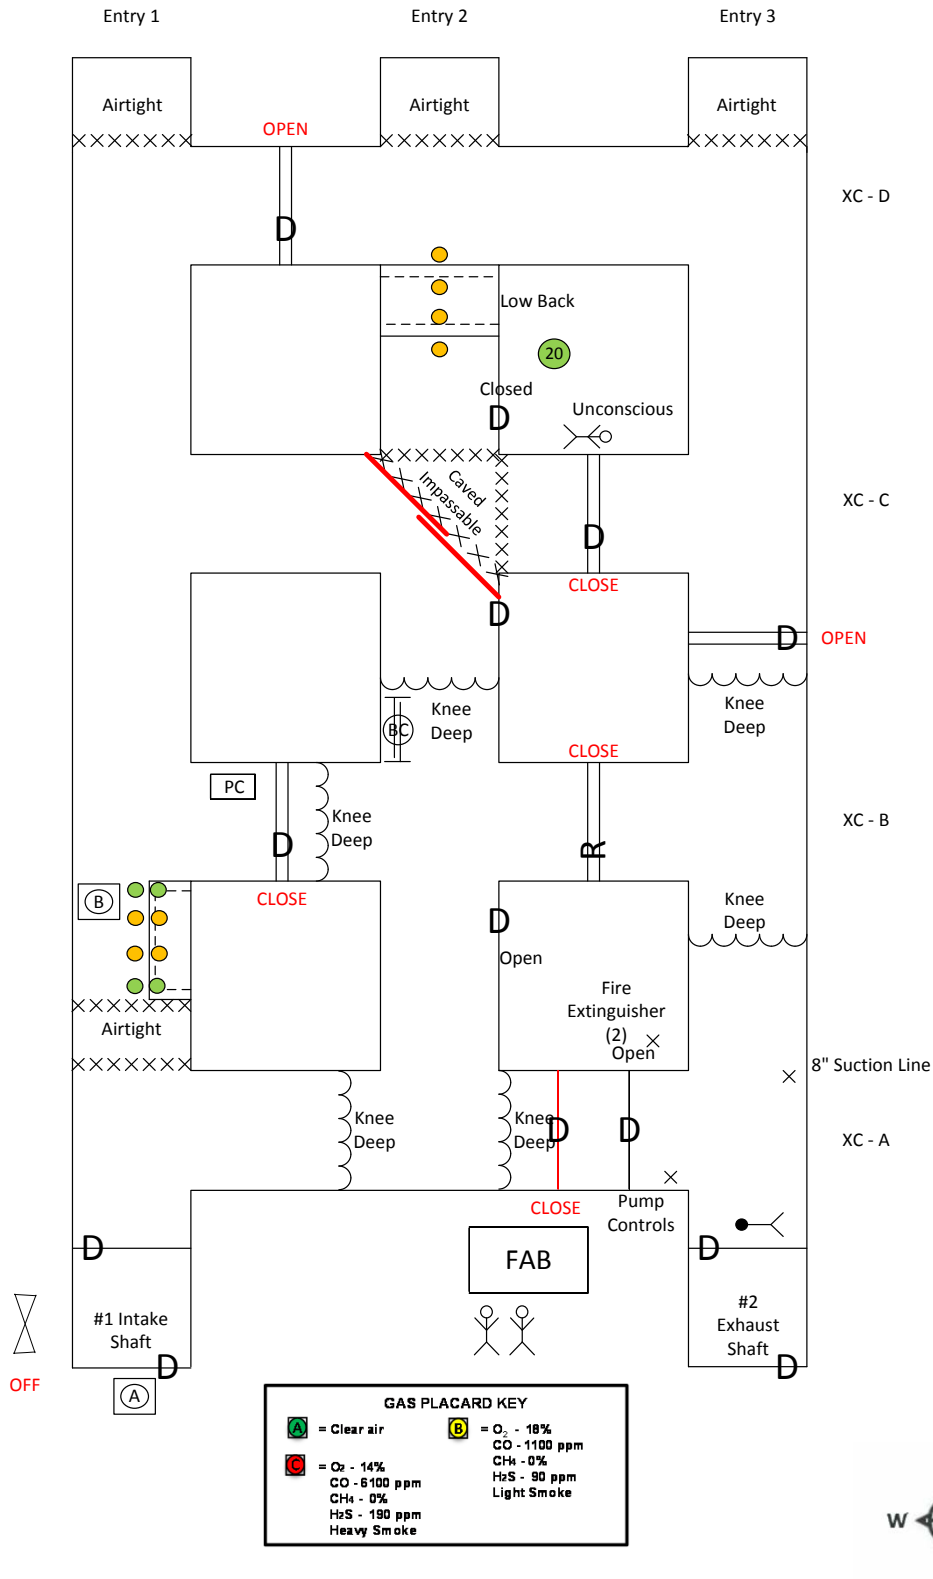 Entry 1
Entry 2
Entry 3
Airtight
Airtight
Airtight
OPEN
XC - D
D
Low Back
20
Closed
D
Unconscious
Caved
Impassable
XC - C
D
CLOSE
D
D
OPEN
Knee
Deep
Knee
Deep
BC
CLOSE
PC
Knee
Deep
XC - B
D
R
CLOSE
B
Knee
Deep
D
Open
Fire
Extinguisher
(2)
Open
Airtight
8" Suction Line
Knee
Deep
Knee
Deep
D
D
XC - A
CLOSE
Pump
Controls
D
D
FAB
#1 Intake
Shaft
#2
Exhaust
Shaft
D
D
OFF
A
GAS PLACARD KEY
A = Clear air
B = O2 - 18%
CO - 1100 ppm
CH4 - 0%
H2S - 90 ppm
Light Smoke
C = O2 - 14%
CO - 6100 ppm
CH4 - 0%
H2S - 190 ppm
Heavy Smoke
W